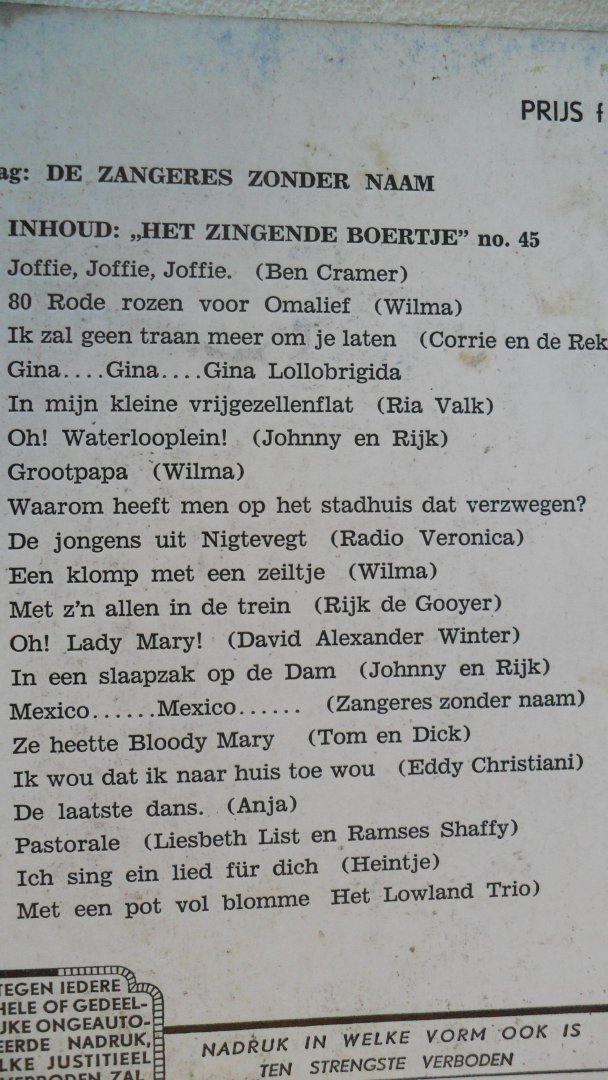 PRIJS f
ag: DE ZANGERES ZONDER NAAM
INHOUD: „HET ZINGENDE BOERTJE” no. 45
Joffie, Joffie, Joffie. (Ben Cramer)
80 Rode rozen voor Omalief (Wilma)
Ik zal geen traan meer om je laten (Corrie en de Rek
Gina....Gina....Gina Lollobrigida
In mijn kleine vrijgezellenflat (Ria Valk)
Oh! Waterlooplein! (Johnny en Rijk)
Grootpapa (Wilma)
Waarom heeft men op het stadhuis dat verzwegen?
De jongens uit Nigtevegt (Radio Veronica)
Een klomp met een zeiltje (Wilma)
Met z'n allen in de trein (Rijk de Gooyer)
Oh! Lady Mary! (David Alexander Winter)
In een slaapzak op de Dam (Johnny en Rijk)
Mexico......Mexico...... (Zangeres zonder naam)
Ze heette Bloody Mary (Tom en Dick)
Ik wou dat ik naar huis toe wou (Eddy Christiani)
De laatste dans. (Anja)
Pastorale (Liesbeth List en Ramses Shaffy)
Ich sing ein lied für dich (Heintje)
Met een pot vol blomme Het Lowland Trio)
TEGEN IEDERE
HELE OF GEDEEL-
IJKE ONGEAUTO-
EERDE NADRUK,
LKE JUSTITIEEL
VERBODEN ZAL
NADRUK IN WELKE VORM OOK IS
TEN STRENGSTE VERBODEN